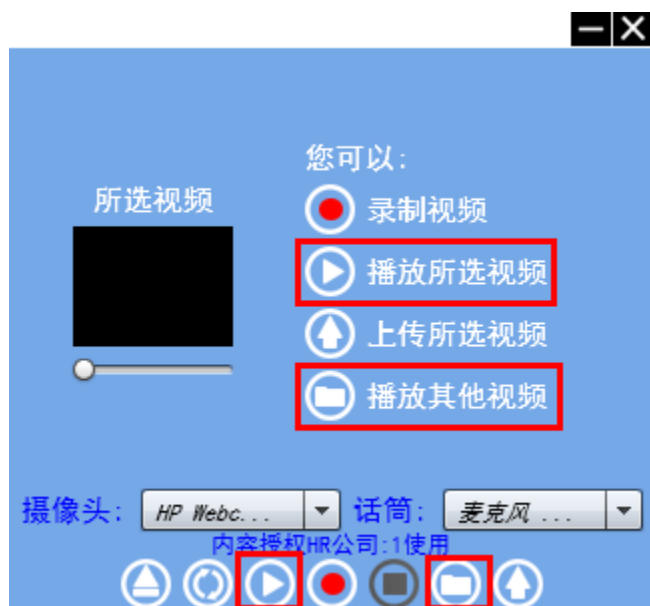 您可以:
所选视频
录制视频
播放所选视频
上传所选视频
播放其他视频
摄像头: HP Webc... 话筒: 麦克风 ...
内容授权HR公司:1使用